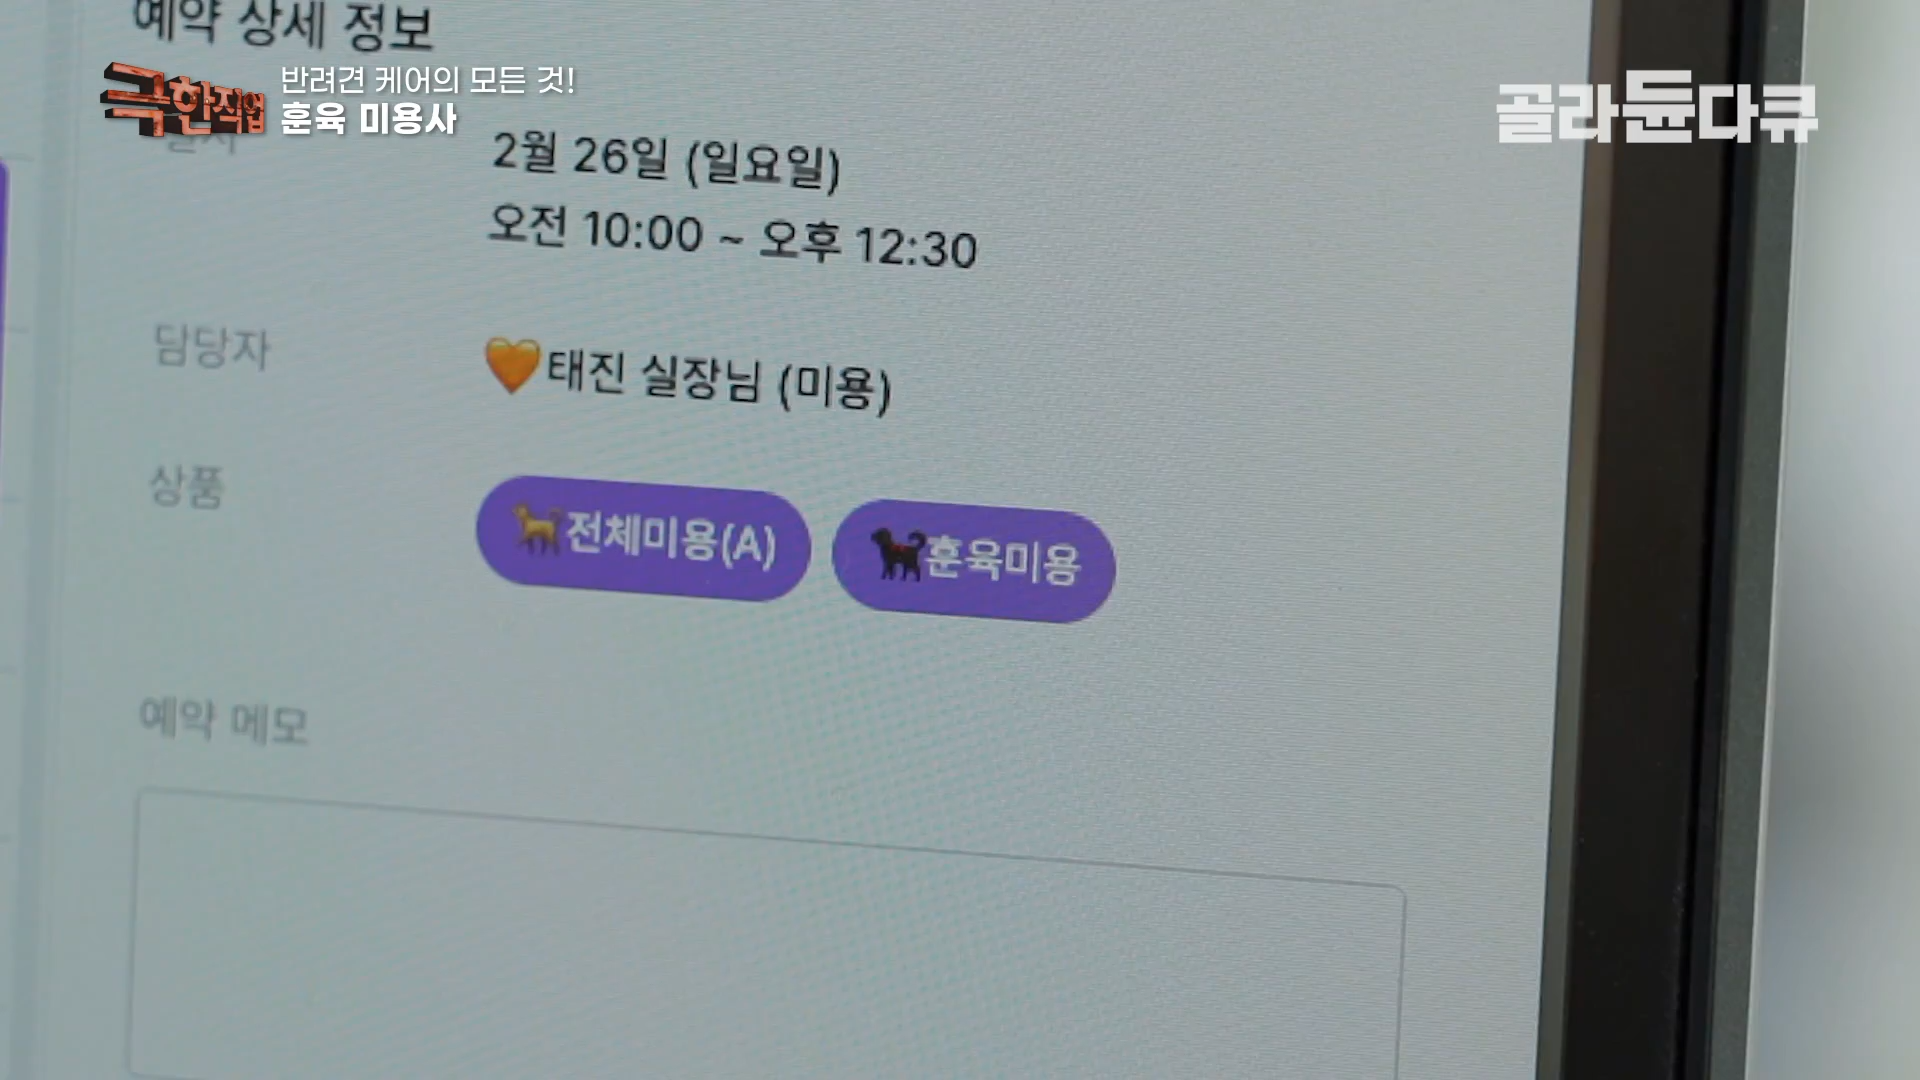 예약 상세 정보
극한직업
반려견 케어의 모든 것!
훈육 미용사
골라듄다큐
일시
2월 26일 (일요일)
오전 10:00 ~ 오후 12:30
담당자
🧡태진 실장님 (미용)
상품
🐕전체미용(A)
🐕‍🦺훈육미용
예약 메모